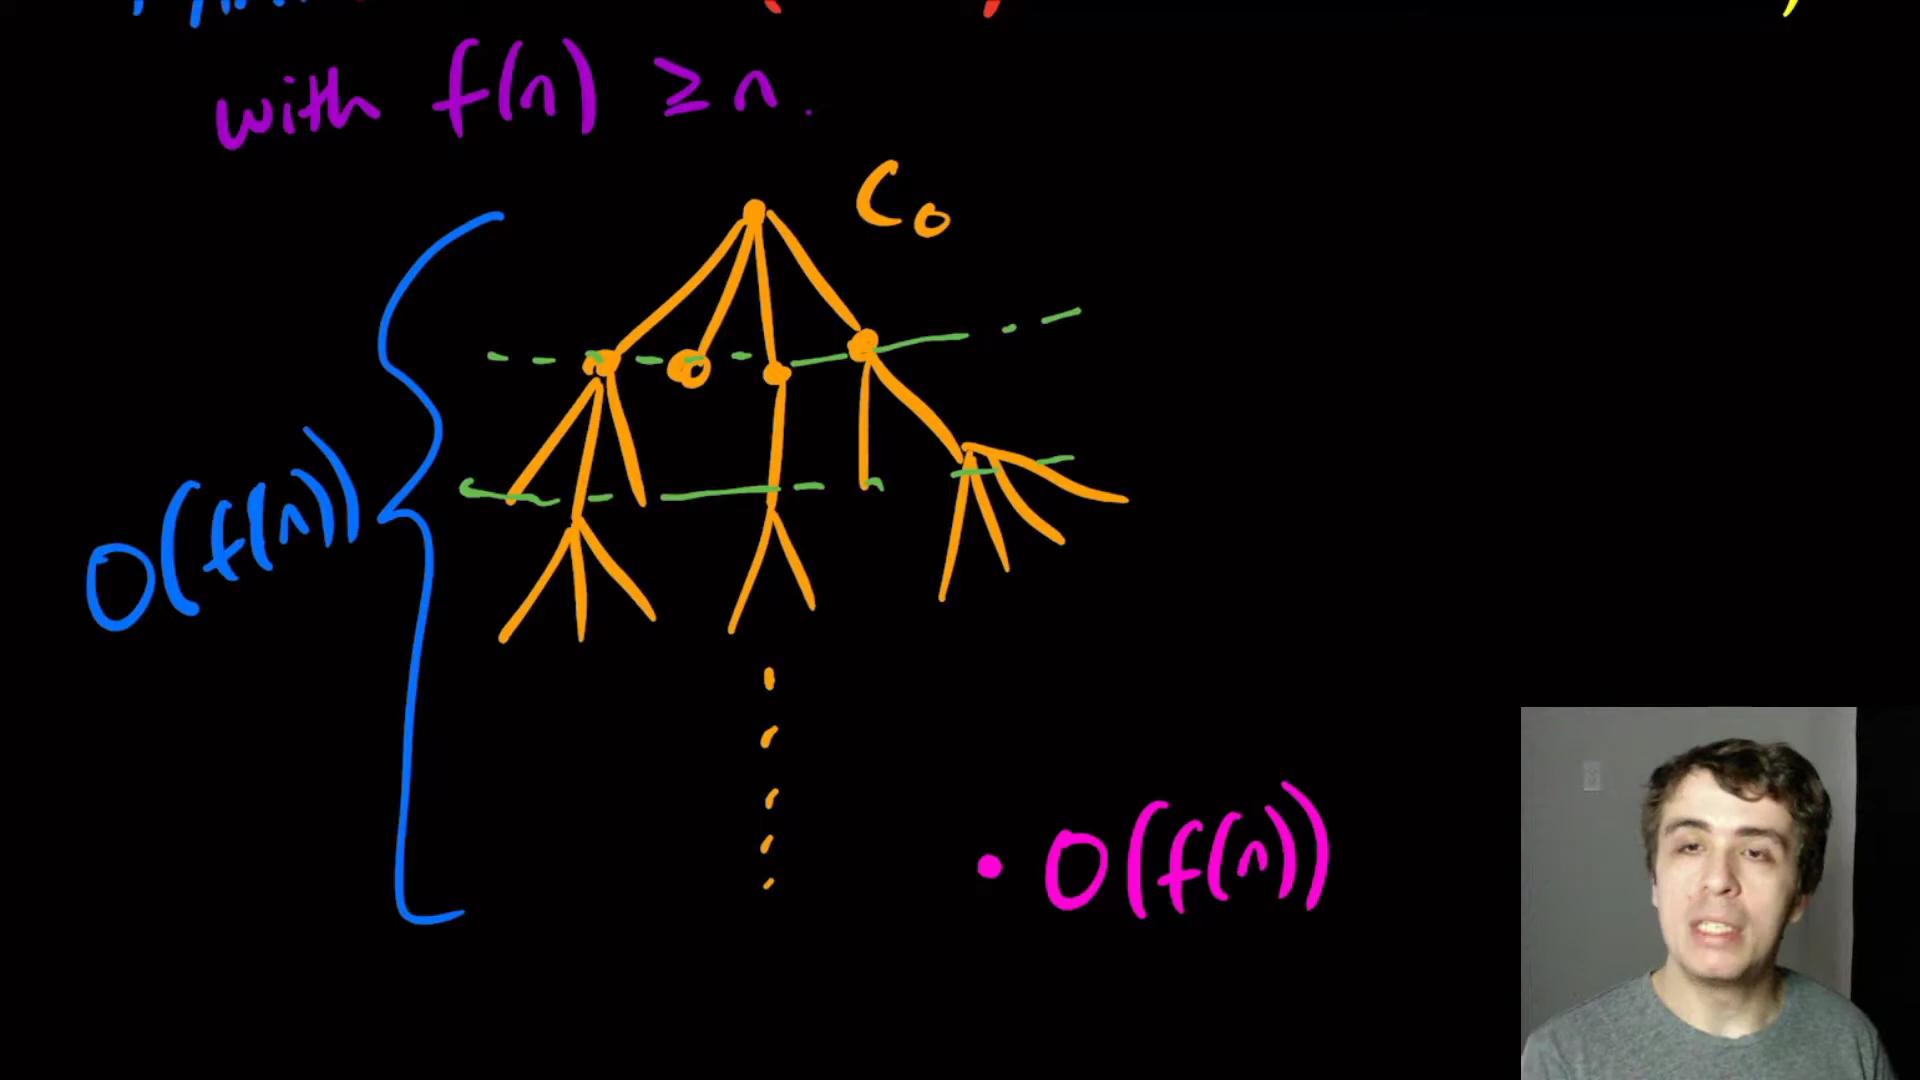 with f(n) ≥ n.
C₀
O(f(n))
• O(f(n))